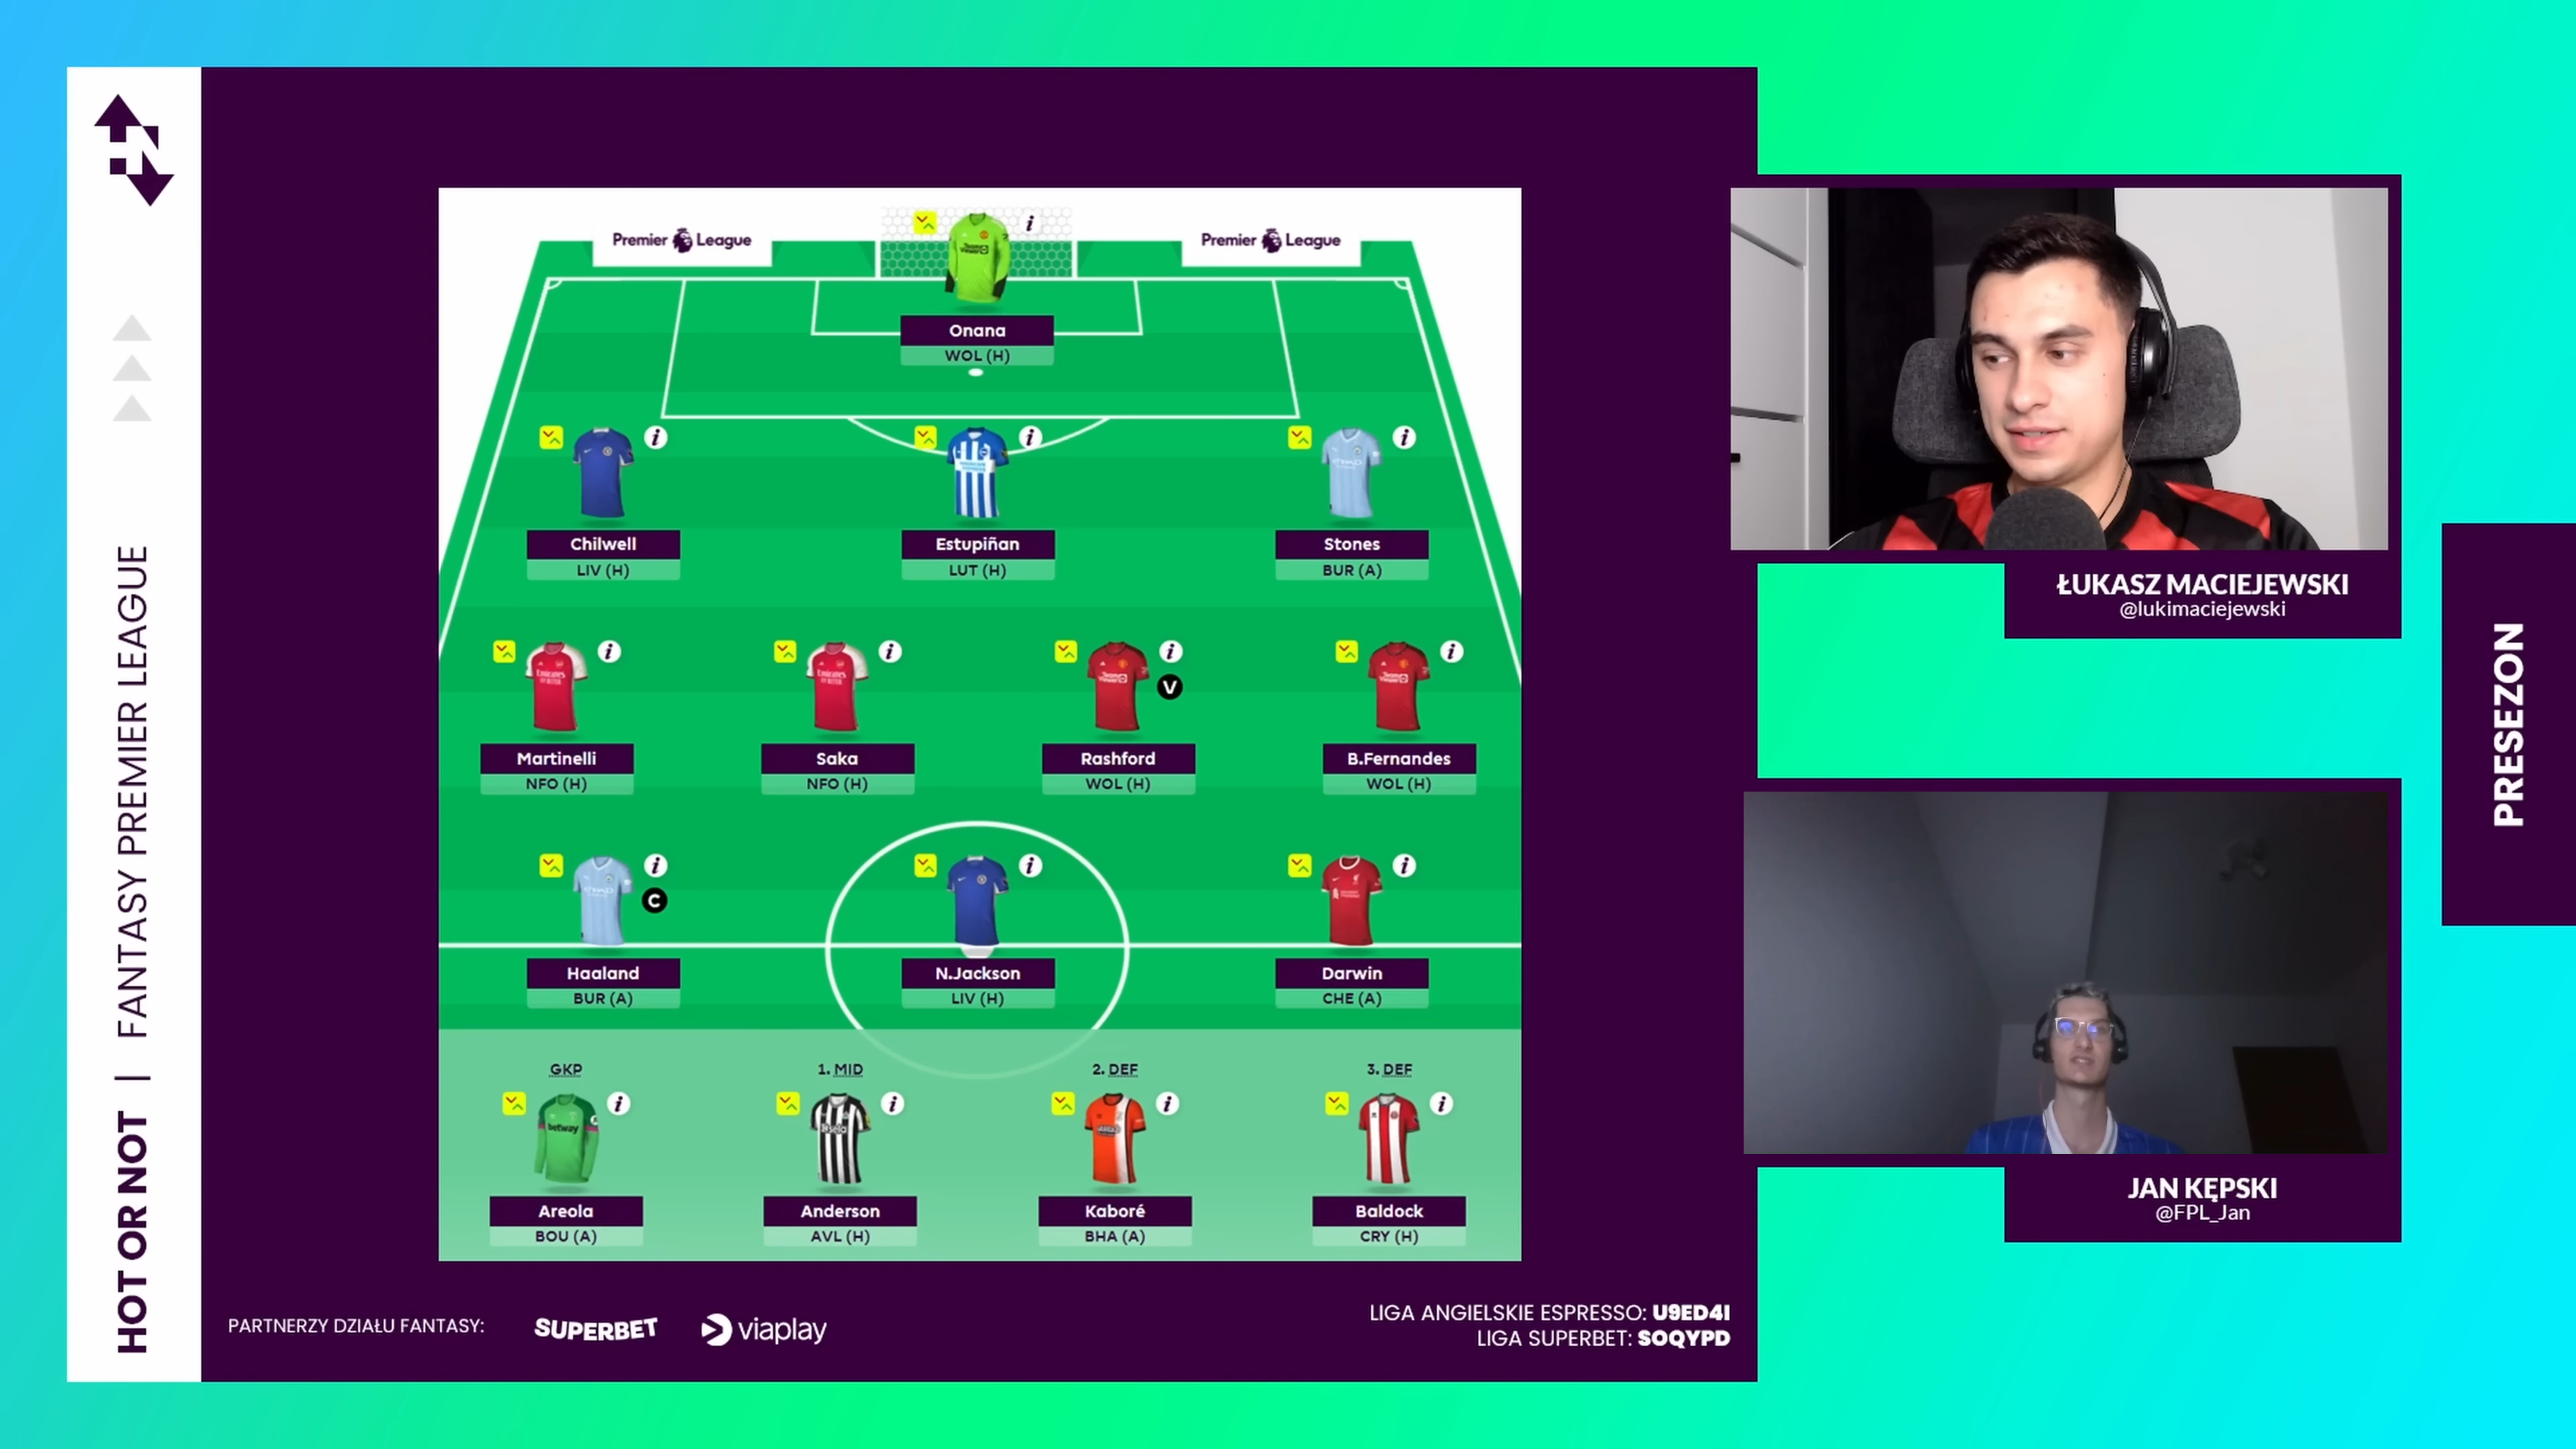 HOT OR NOT | FANTASY PREMIER LEAGUE
Premier League
Premier League
Onana
WOL (H)
Chilwell
LIV (H)
Estupiñan
LUT (H)
Stones
BUR (A)
Martinelli
NFO (H)
Saka
NFO (H)
Rashford
WOL (H)
V
B.Fernandes
WOL (H)
Haaland
BUR (A)
C
N.Jackson
LIV (H)
Darwin
CHE (A)
GKP
1. MID
2. DEF
3. DEF
betway
Areola
BOU (A)
Anderson
AVL (H)
Kaboré
BHA (A)
Baldock
CRY (H)
PARTNERZY DZIAŁU FANTASY:
SUPERBET
viaplay
LIGA ANGIELSKIE ESPRESSO: U9ED4I
LIGA SUPERBET: SOQYPD
ŁUKASZ MACIEJEWSKI
@lukimaciejewski
JAN KĘPSKI
@FPL_Jan
PRESEZON